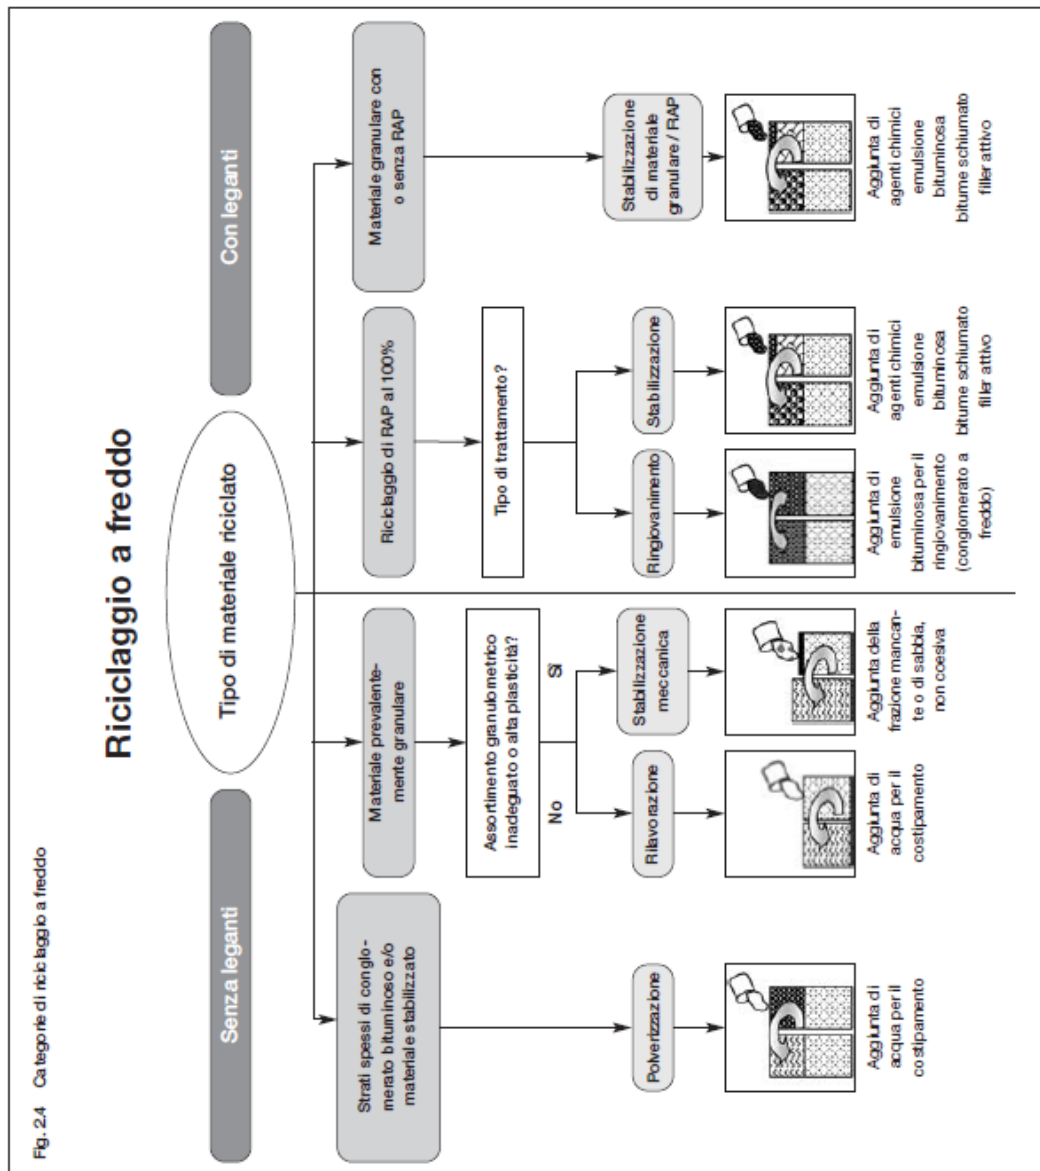 Fig. 2.4 Categorie di riciclaggio a freddo
Riciclaggio a freddo
Senza leganti
Tipo di materiale riciclato
Con leganti
Strati spessi di conglo-
merato bituminoso e/o
materiale stabilizzato
Materiale prevalente-
mente granulare
Riciclaggio di RAP al 100%
Materiale granulare con
o senza RAP
Assortimento granulometrico
inadeguato o alta plasticità?
Tipo di trattamento?
No
Sì
Polverizzazione
Rilavorazione
Stabilizzazione
meccanica
Ringiovanimento
Stabilizzazione
Stabilizzazione
di materiale
granulare / RAP
Aggiunta di
acqua per il
costipamento
Aggiunta di
acqua per il
costipamento
Aggiunta della
frazione mancan-
te o di sabbia,
non coesiva
Aggiunta di
emulsione
bituminosa per il
ringiovanimento
(conglomerato a
freddo)
Aggiunta di
agenti chimici
emulsione
bituminosa
bitume schiumato
filler attivo
Aggiunta di
agenti chimici
emulsione
bituminosa
bitume schiumato
filler attivo